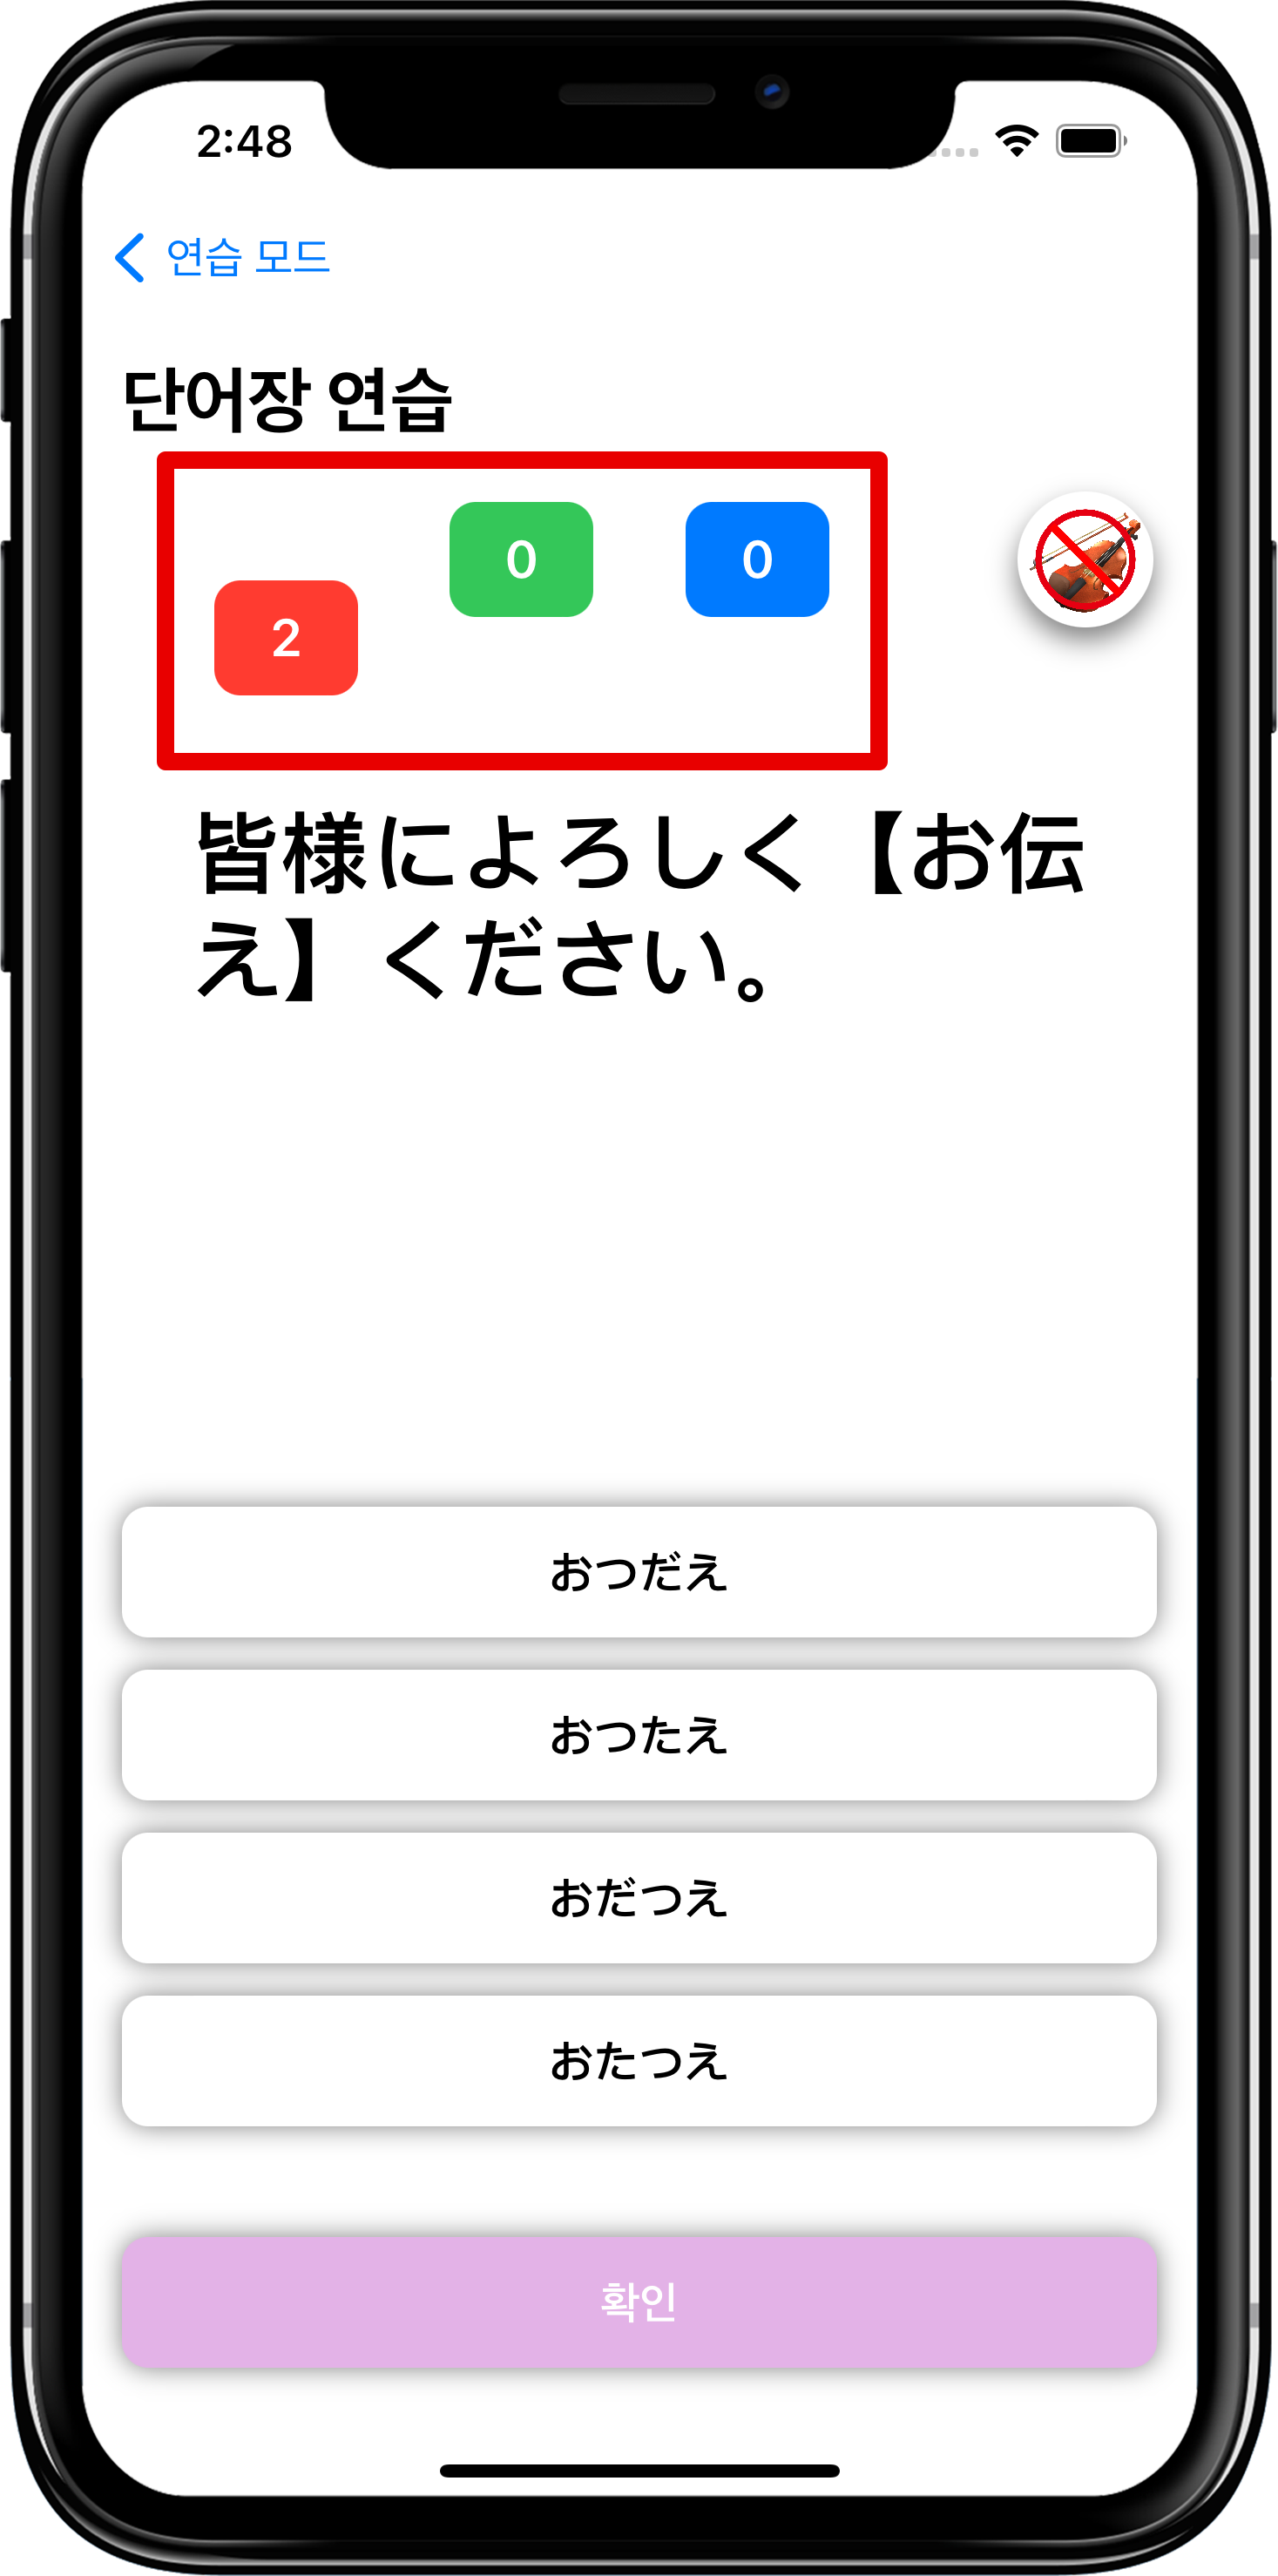 2:48
연습 모드
단어장 연습
0 0
2
皆様によろしく【お伝
え】ください。
おつだえ
おつたえ
おだつえ
おたつえ
확인